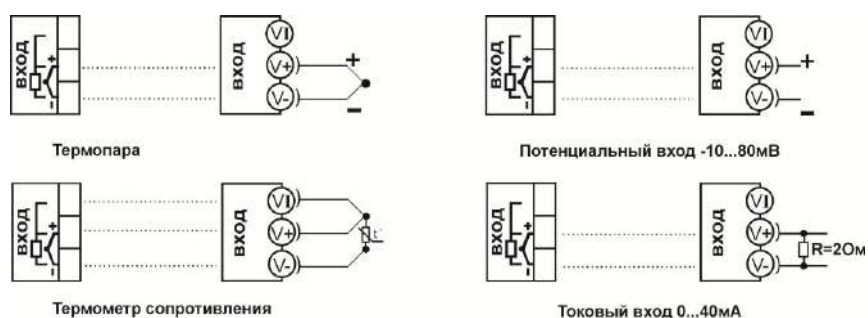 ВХОД
+
−
ВХОД
VI
V+
V-
+
−
Термопара
ВХОД
+
−
ВХОД
VI
V+
V-
+
−
Потенциальный вход -10...80мВ
ВХОД
+
−
ВХОД
VI
V+
V-
t°
Термометр сопротивления
ВХОД
+
−
ВХОД
VI
V+
V-
R=2Ом
Токовый вход 0...40мА